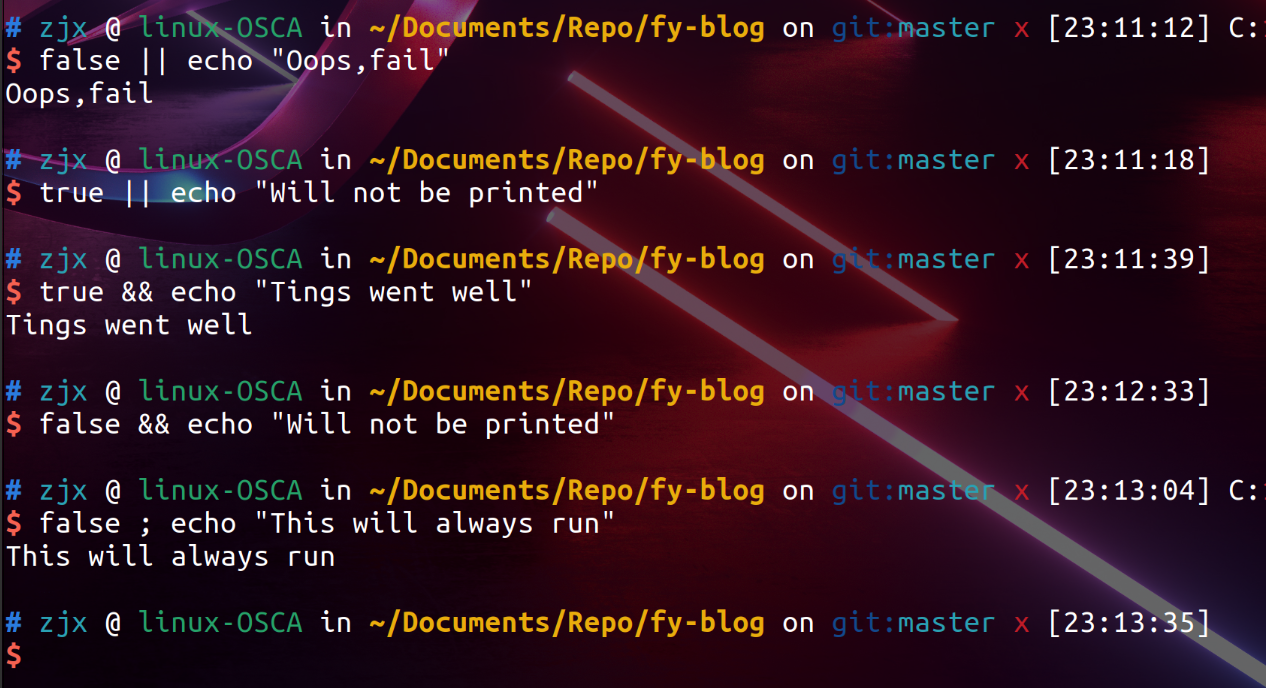 # zjx @ linux-OSCA in ~/Documents/Repo/fy-blog on git:master x [23:11:12] C:
$ false || echo "Oops,fail"
Oops,fail
# zjx @ linux-OSCA in ~/Documents/Repo/fy-blog on git:master x [23:11:18]
$ true || echo "Will not be printed"
# zjx @ linux-OSCA in ~/Documents/Repo/fy-blog on git:master x [23:11:39]
$ true && echo "Tings went well"
Tings went well
# zjx @ linux-OSCA in ~/Documents/Repo/fy-blog on git:master x [23:12:33]
$ false && echo "Will not be printed"
# zjx @ linux-OSCA in ~/Documents/Repo/fy-blog on git:master x [23:13:04] C:
$ false ; echo "This will always run"
This will always run
# zjx @ linux-OSCA in ~/Documents/Repo/fy-blog on git:master x [23:13:35]
$